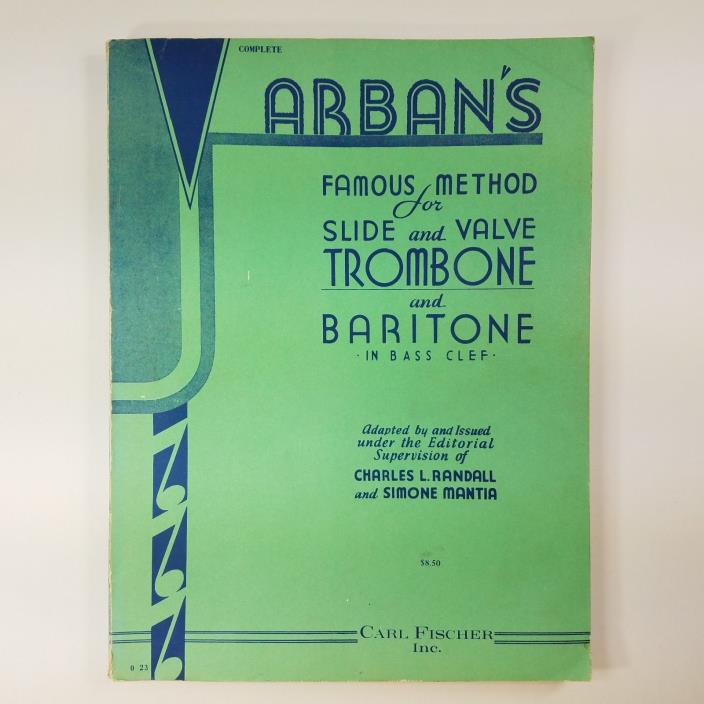 COMPLETE
ARBAN'S
FAMOUS METHOD
for
SLIDE and VALVE
TROMBONE
and
BARITONE
· IN BASS CLEF ·
Adapted by and Issued
under the Editorial
Supervision of
CHARLES L. RANDALL
and SIMONE MANTIA
$8.50
CARL FISCHER
Inc.
0 23